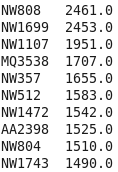 NW808 2461.0
NW1699 2453.0
NW1107 1951.0
MQ3538 1707.0
NW357 1655.0
NW512 1583.0
NW1472 1542.0
AA2398 1525.0
NW804 1510.0
NW1743 1490.0